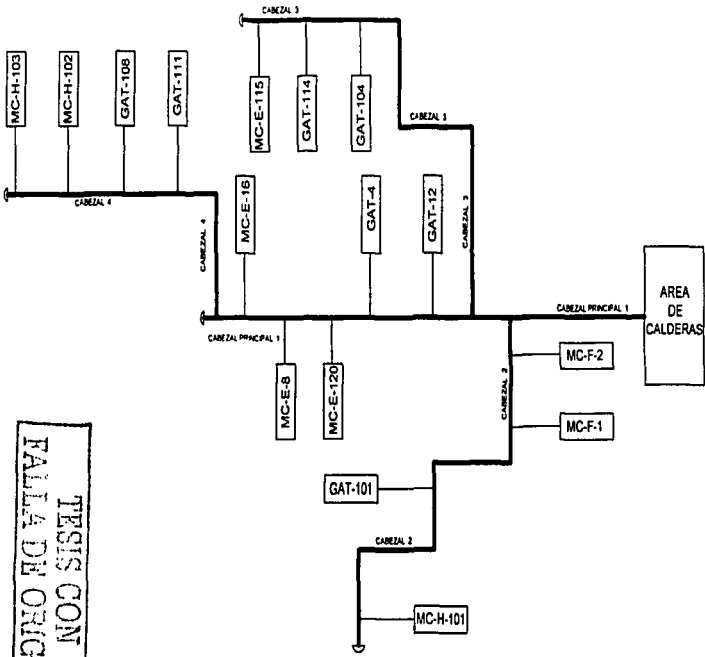 CABEZAL 3
MC-H-103
MC-H-102
GAT-108
GAT-111
MC-E-115
GAT-114
GAT-104
CABEZAL 3
CABEZAL 4
MC-E-16
GAT-4
GAT-12
CABEZAL 3
CABEZAL 4
AREA
DE
CALDERAS
CABEZAL PRINCIPAL 1
CABEZAL PRINCIPAL 1
MC-E-8
MC-E-120
CABEZAL 2
MC-F-2
MC-F-1
GAT-101
CABEZAL 2
MC-H-101
TESIS CON
FALLA DE ORIG